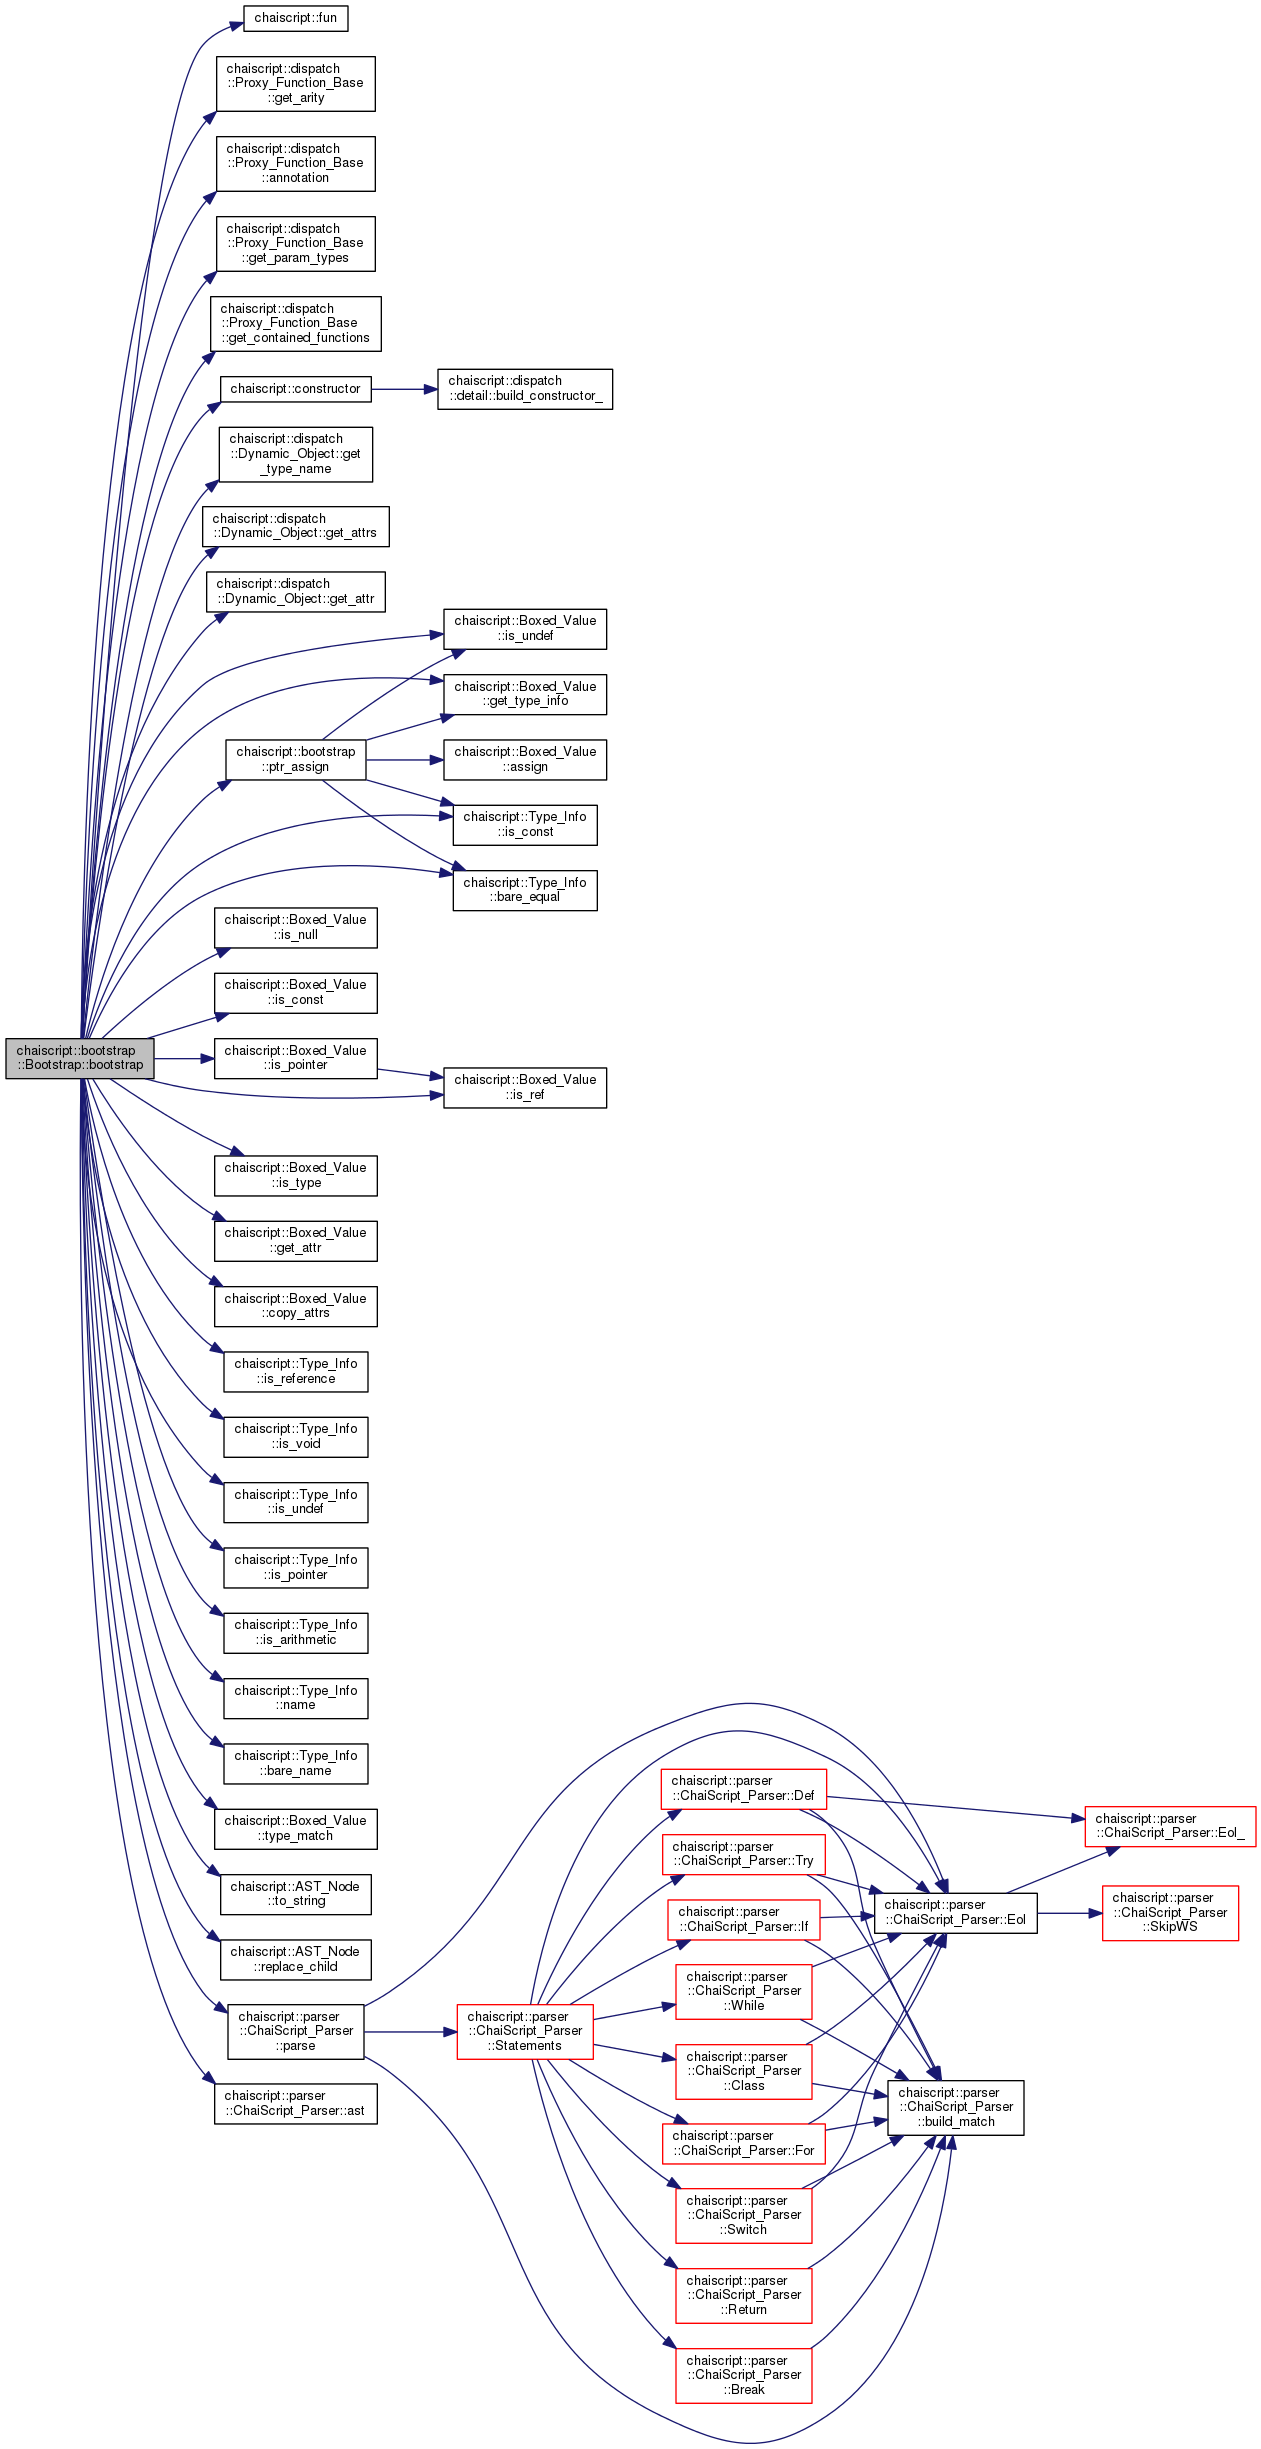 chaiscript::fun
chaiscript::dispatch
::Proxy_Function_Base
::get_arity
chaiscript::dispatch
::Proxy_Function_Base
::annotation
chaiscript::dispatch
::Proxy_Function_Base
::get_param_types
chaiscript::dispatch
::Proxy_Function_Base
::get_contained_functions
chaiscript::constructor
chaiscript::dispatch
::detail::build_constructor_
chaiscript::dispatch
::Dynamic_Object::get
_type_name
chaiscript::dispatch
::Dynamic_Object::get_attrs
chaiscript::dispatch
::Dynamic_Object::get_attr
chaiscript::Boxed_Value
::is_undef
chaiscript::Boxed_Value
::get_type_info
chaiscript::bootstrap
::ptr_assign
chaiscript::Boxed_Value
::assign
chaiscript::Type_Info
::is_const
chaiscript::Type_Info
::bare_equal
chaiscript::Boxed_Value
::is_null
chaiscript::Boxed_Value
::is_const
chaiscript::bootstrap
::Bootstrap::bootstrap
chaiscript::Boxed_Value
::is_pointer
chaiscript::Boxed_Value
::is_ref
chaiscript::Boxed_Value
::is_type
chaiscript::Boxed_Value
::get_attr
chaiscript::Boxed_Value
::copy_attrs
chaiscript::Type_Info
::is_reference
chaiscript::Type_Info
::is_void
chaiscript::Type_Info
::is_undef
chaiscript::Type_Info
::is_pointer
chaiscript::Type_Info
::is_arithmetic
chaiscript::Type_Info
::name
chaiscript::Type_Info
::bare_name
chaiscript::Boxed_Value
::type_match
chaiscript::AST_Node
::to_string
chaiscript::AST_Node
::replace_child
chaiscript::parser
::ChaiScript_Parser
::parse
chaiscript::parser
::ChaiScript_Parser::ast
chaiscript::parser
::ChaiScript_Parser
::Statements
chaiscript::parser
::ChaiScript_Parser::Def
chaiscript::parser
::ChaiScript_Parser::Try
chaiscript::parser
::ChaiScript_Parser::If
chaiscript::parser
::ChaiScript_Parser
::While
chaiscript::parser
::ChaiScript_Parser
::Class
chaiscript::parser
::ChaiScript_Parser::For
chaiscript::parser
::ChaiScript_Parser
::Switch
chaiscript::parser
::ChaiScript_Parser
::Return
chaiscript::parser
::ChaiScript_Parser
::Break
chaiscript::parser
::ChaiScript_Parser::Eol
chaiscript::parser
::ChaiScript_Parser
::build_match
chaiscript::parser
::ChaiScript_Parser::Eol_
chaiscript::parser
::ChaiScript_Parser
::SkipWS